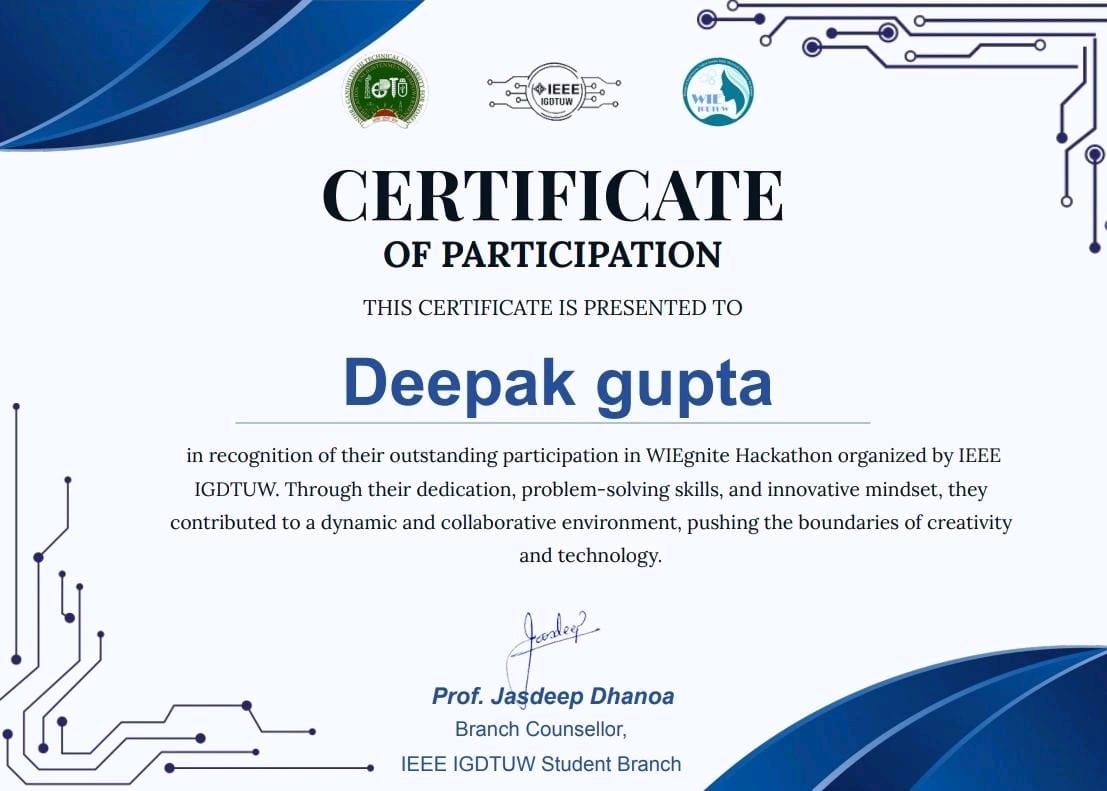 IEEE
IGDTUW
WIE
IGDTUW
CERTIFICATE
OF PARTICIPATION
THIS CERTIFICATE IS PRESENTED TO
Deepak gupta
in recognition of their outstanding participation in WIEgnite Hackathon organized by IEEE
IGDTUW. Through their dedication, problem-solving skills, and innovative mindset, they
contributed to a dynamic and collaborative environment, pushing the boundaries of creativity
and technology.
Jasdeep
Prof. Jasdeep Dhanoa
Branch Counsellor,
IEEE IGDTUW Student Branch